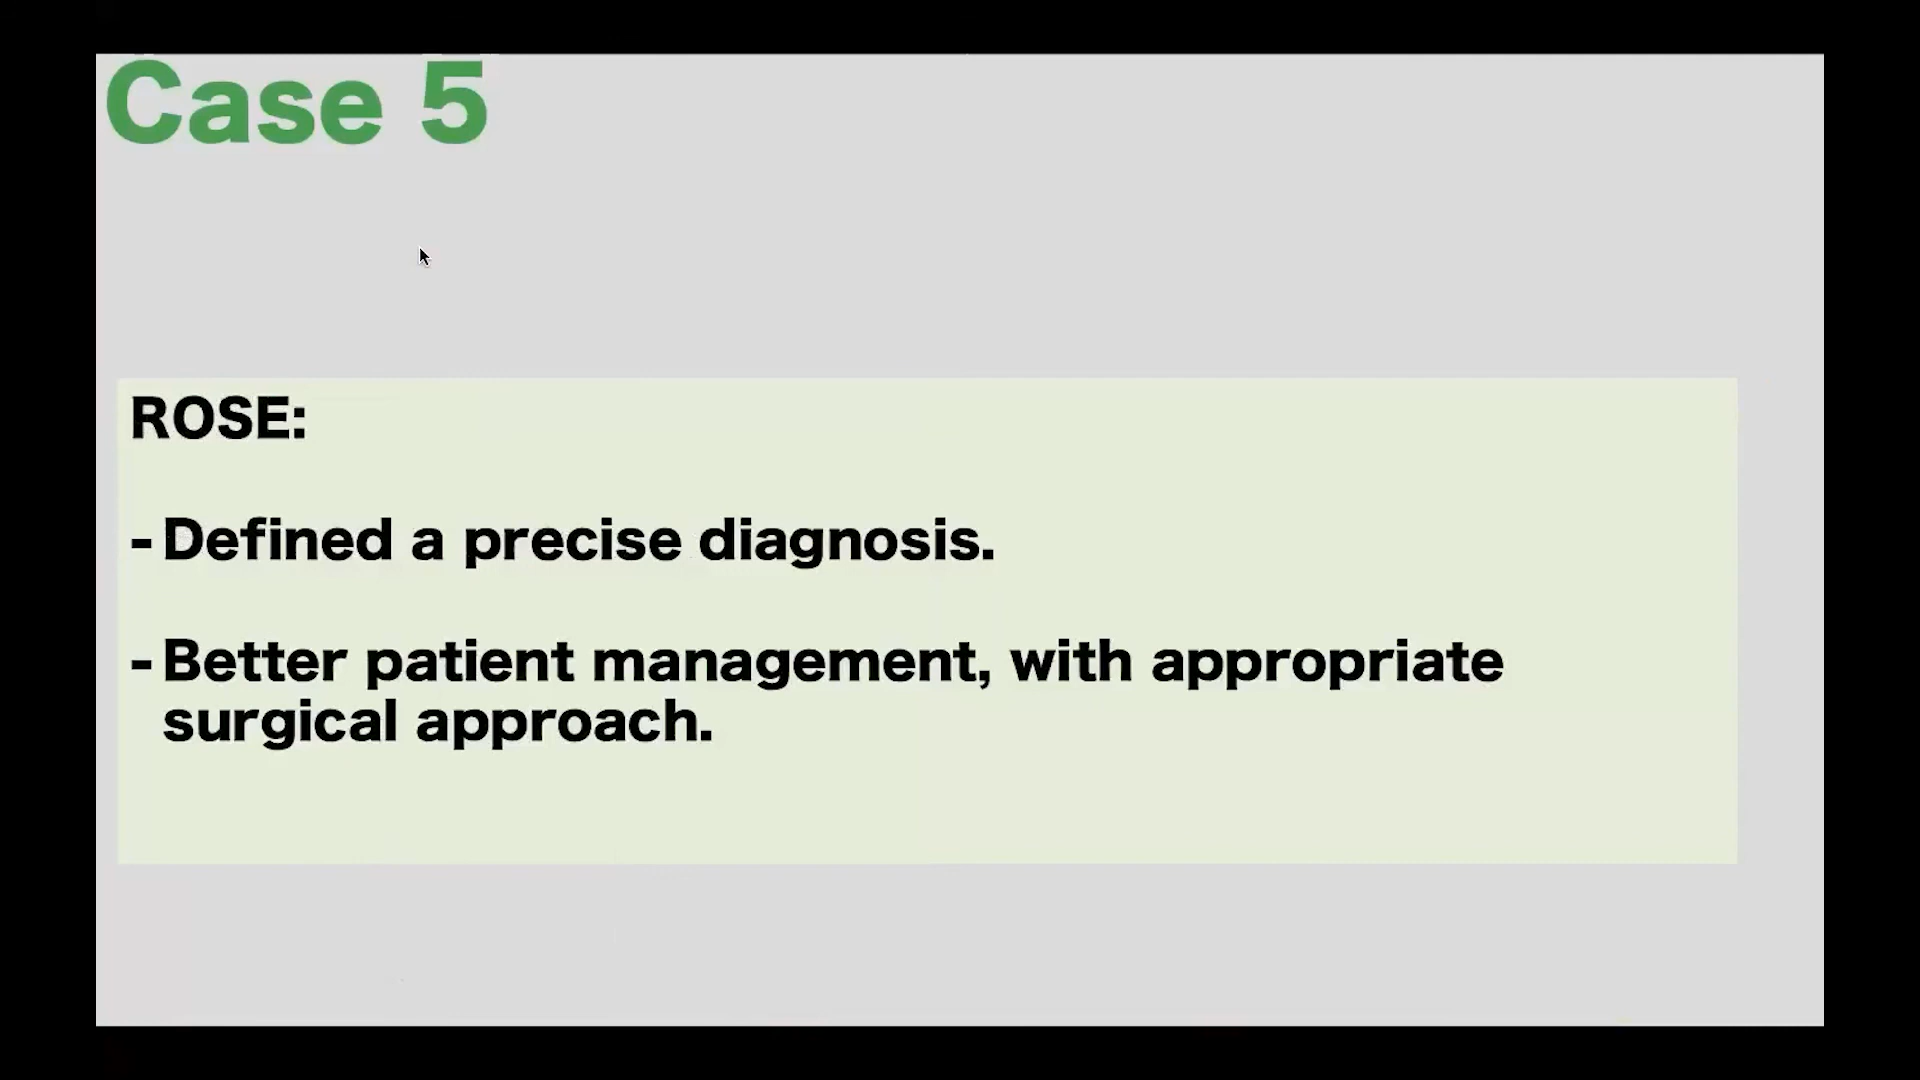 Case 5
ROSE:
- Defined a precise diagnosis.
- Better patient management, with appropriate
surgical approach.